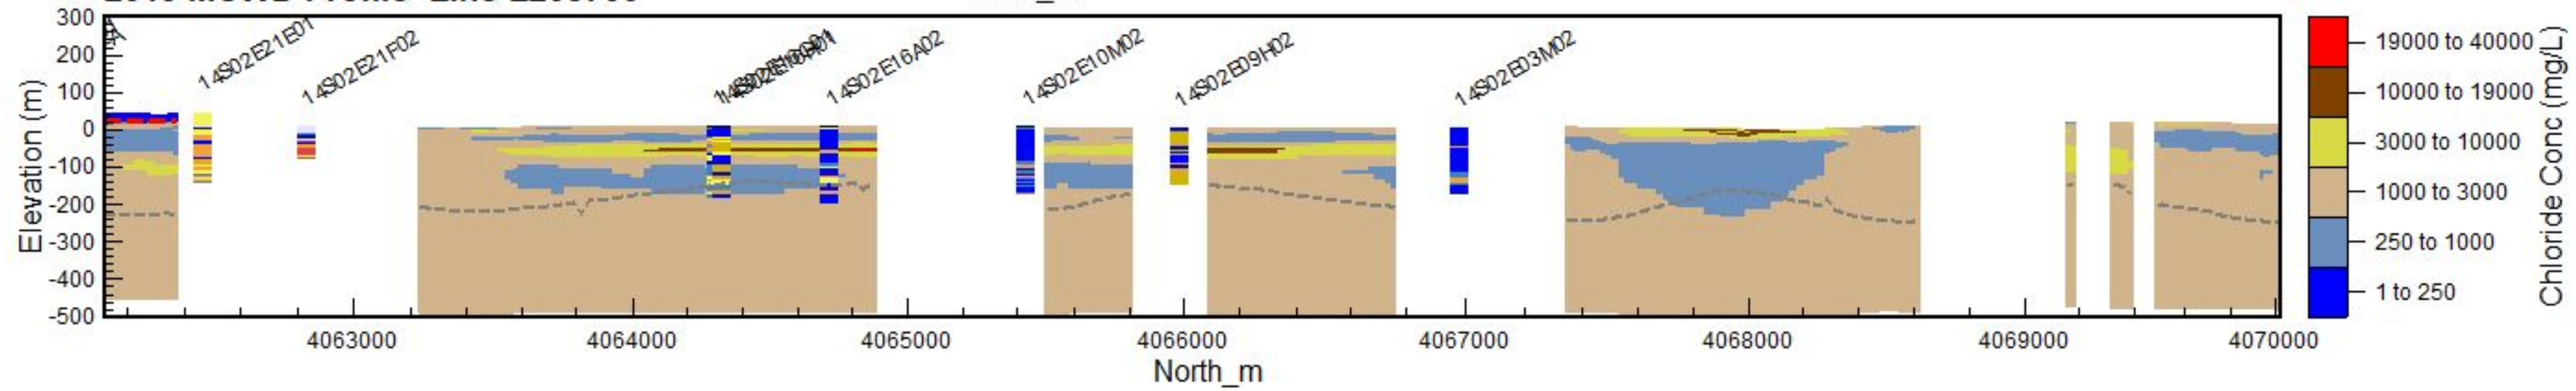 300
200
100
0
-100
-200
-300
-400
-500
Elevation (m)
14S02E21E01
14S02E21F02
14S02E16A02
14S02E10M02
14S02E09H02
14S02E03M02
4063000 4064000 4065000 4066000 4067000 4068000 4069000 4070000
North_m
19000 to 40000
10000 to 19000
3000 to 10000
1000 to 3000
250 to 1000
1 to 250
Chloride Conc (mg/L)